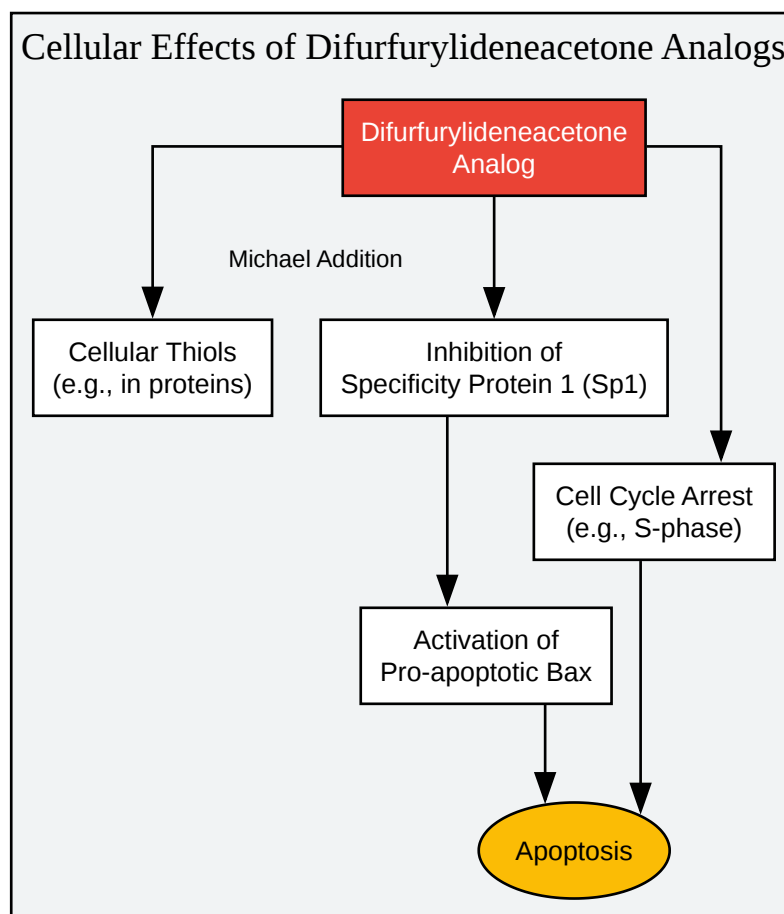 Cellular Effects of Difurfurylideneacetone Analogs
Difurfurylideneacetone
Analog
Michael Addition
Cellular Thiols
(e.g., in proteins)
Inhibition of
Specificity Protein 1 (Sp1)
Cell Cycle Arrest
(e.g., S-phase)
Activation of
Pro-apoptotic Bax
Apoptosis